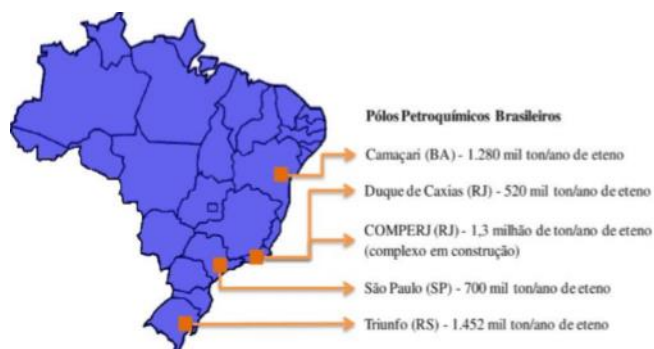 Pólos Petroquímicos Brasileiros
Camaçari (BA) - 1.280 mil ton/ano de eteno
Duque de Caxias (RJ) - 520 mil ton/ano de eteno
COMPERJ (RJ) - 1,3 milhão de ton/ano de eteno
(complexo em construção)
São Paulo (SP) - 700 mil ton/ano de eteno
Triunfo (RS) - 1.452 mil ton/ano de eteno